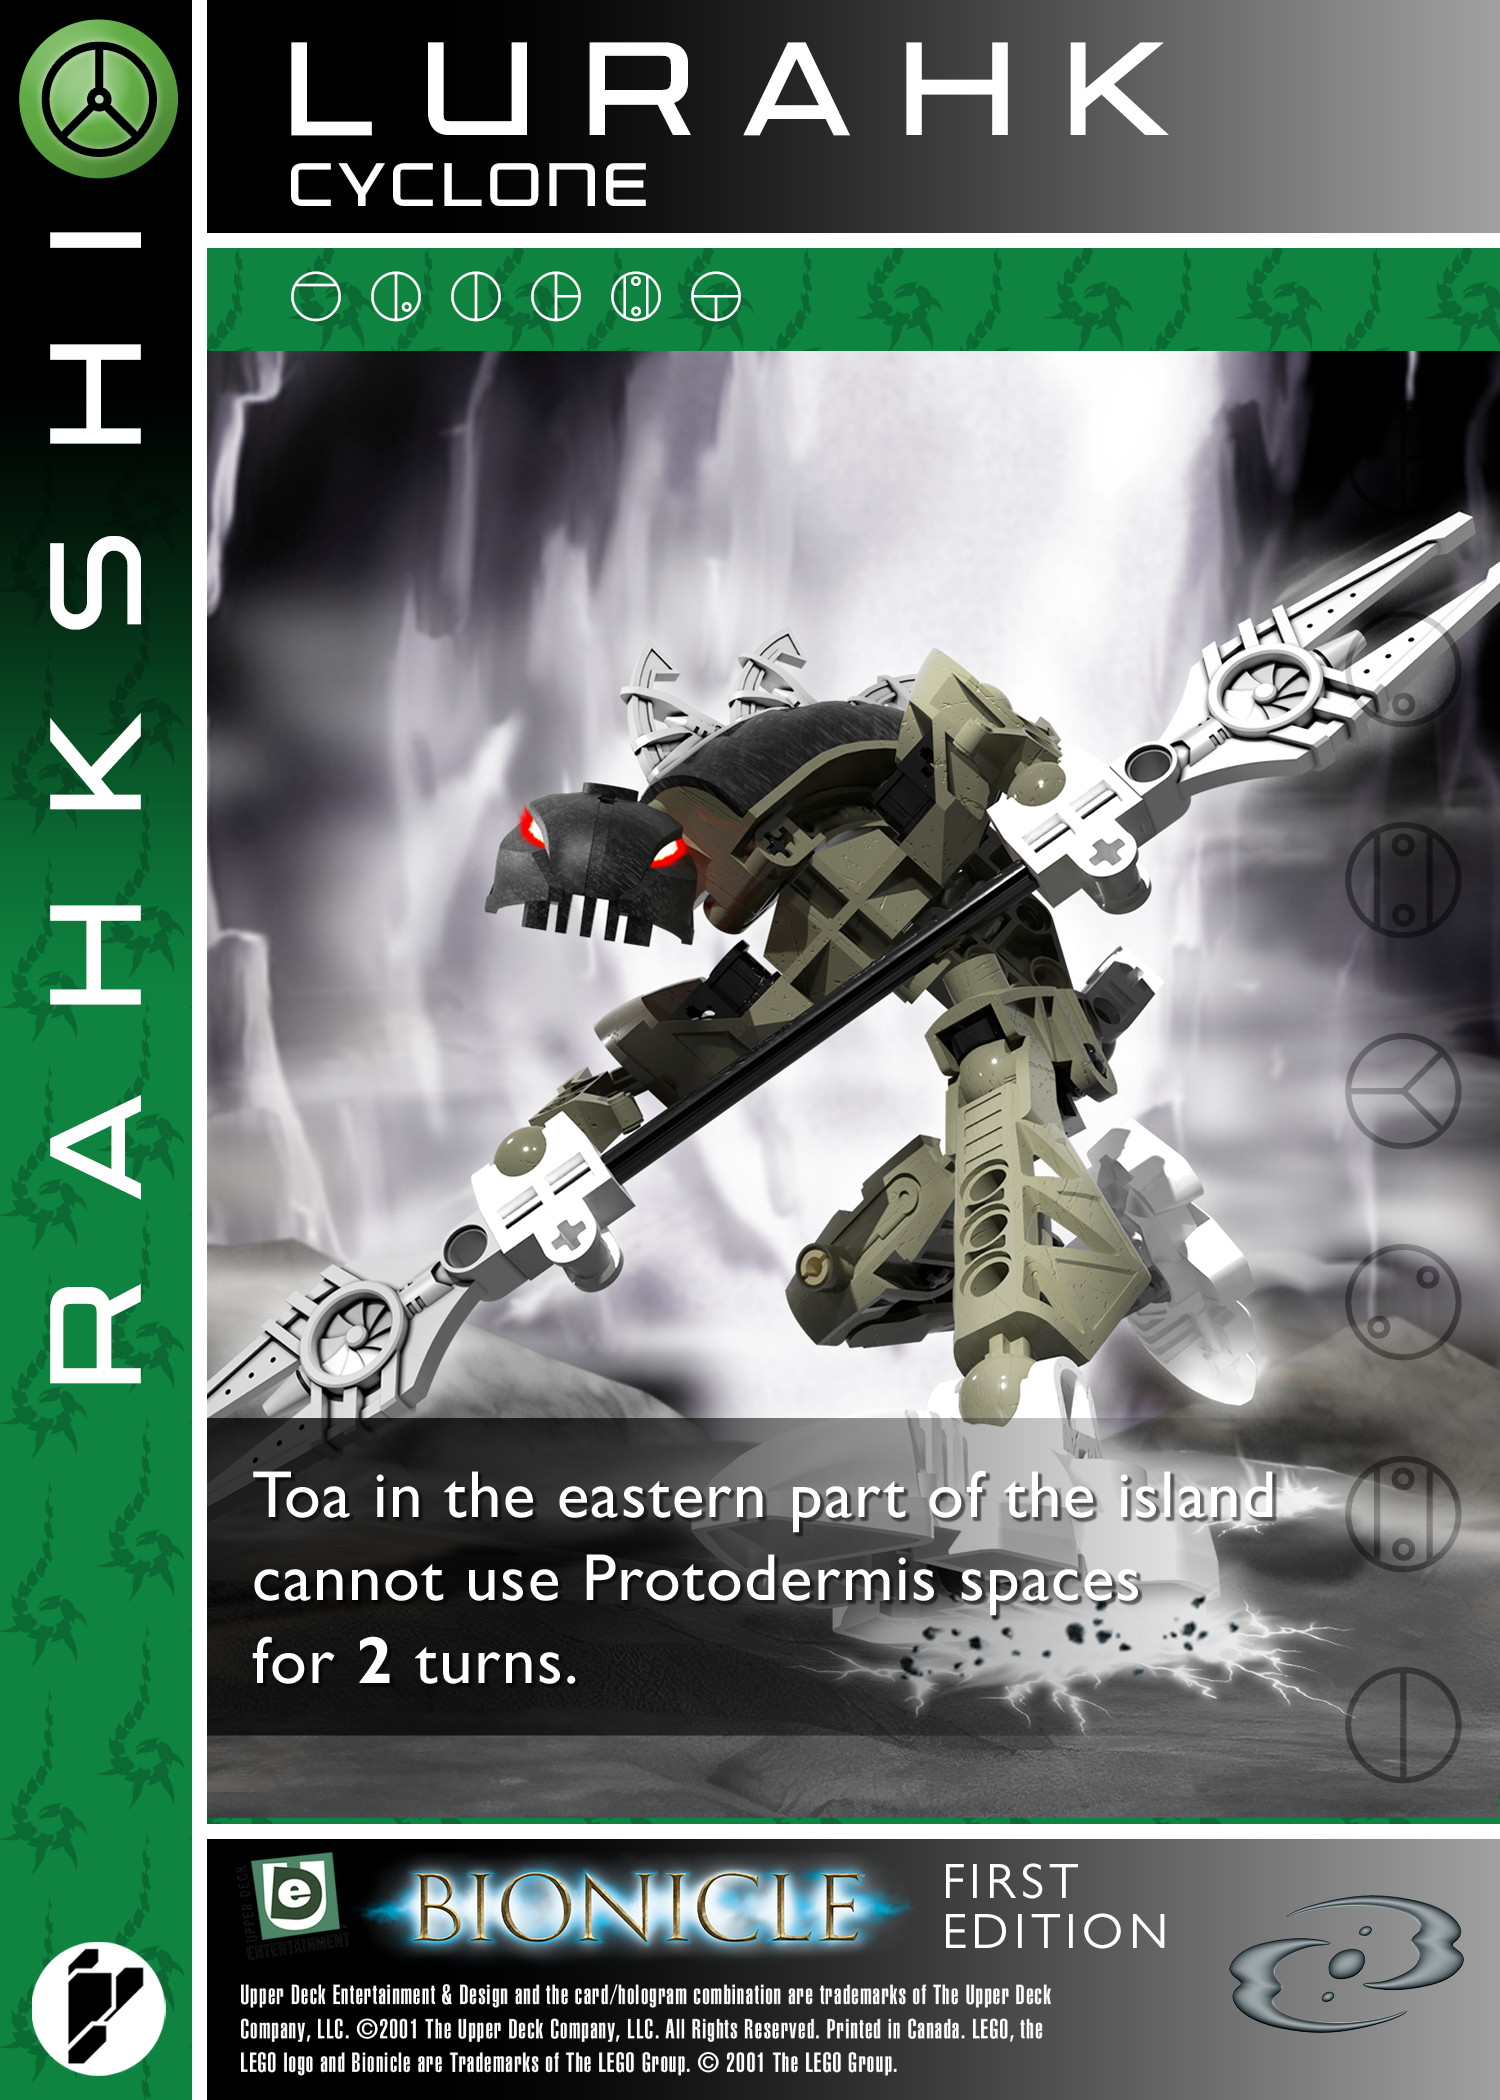 LURAHK
CYCLONE
RAHKSHI
Toa in the eastern part of the island
cannot use Protodermis spaces
for 2 turns.
UPPER DECK
ENTERTAINMENT
BIONICLE
FIRST
EDITION
Upper Deck Entertainment & Design and the card/hologram combination are trademarks of The Upper Deck
Company, LLC. ©2001 The Upper Deck Company, LLC. All Rights Reserved. Printed in Canada. LEGO, the
LEGO logo and Bionicle are Trademarks of The LEGO Group. © 2001 The LEGO Group.